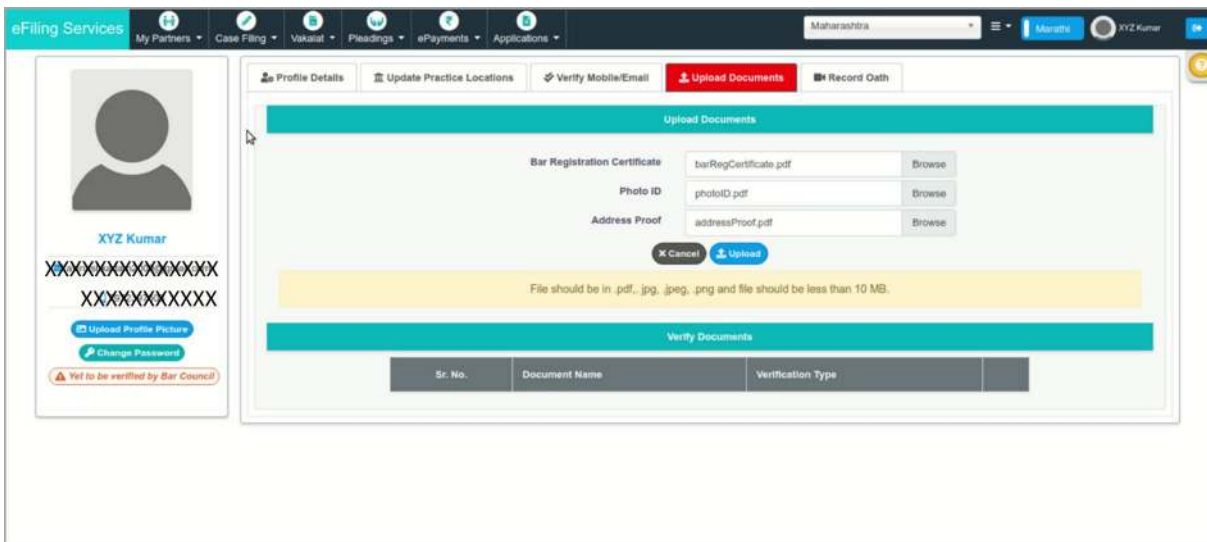 eFiling Services
My Partners Case Filing Vakalat Pleadings ePayments Applications
Maharashtra
Marathi
XYZ Kumar
Profile Details Update Practice Locations Verify Mobile/Email Upload Documents Record Oath
Upload Documents
Bar Registration Certificate barRegCertificate.pdf Browse
Photo ID photoID.pdf Browse
Address Proof addressProof.pdf Browse
Cancel Upload
File should be in .pdf,. jpg, .jpeg, .png and file should be less than 10 MB.
Verify Documents
Sr. No. Document Name Verification Type
XYZ Kumar
Upload Profile Picture
Change Password
Yet to be verified by Bar Council